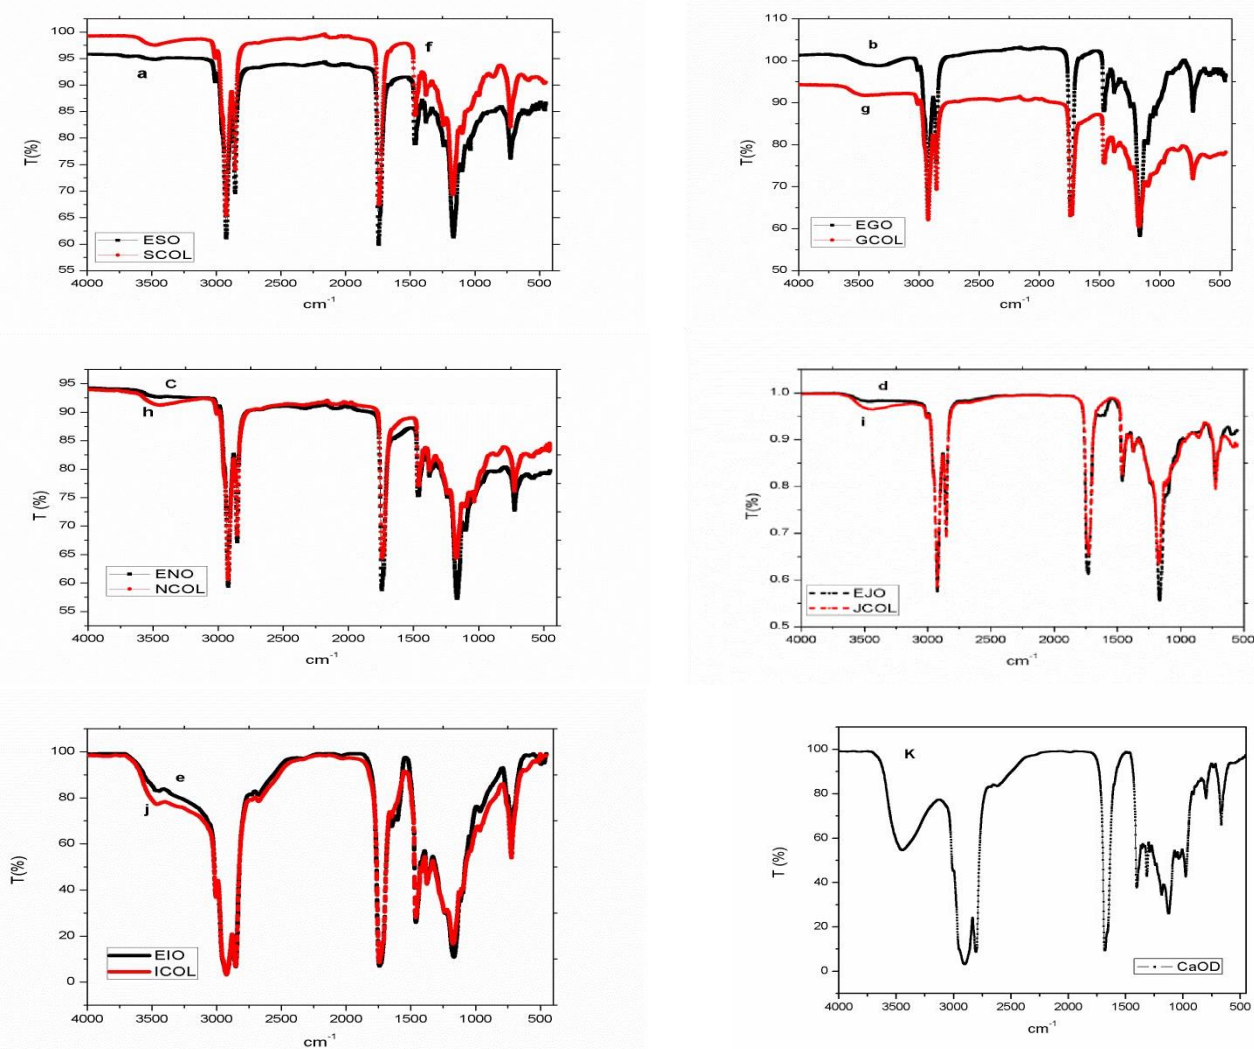 100
95
90
85
80
75
70
65
60
55
T(%)
f
a
ESO
SCOL
4000 3500 3000 2500 2000 1500 1000 500
cm⁻¹
110
100
90
80
70
60
50
T(%)
b
g
EGO
GCOL
4000 3500 3000 2500 2000 1500 1000 500
cm⁻¹
95
90
85
80
75
70
65
60
55
T (%)
C
h
ENO
NCOL
4000 3500 3000 2500 2000 1500 1000 500
cm⁻¹
1.0
0.9
0.8
0.7
0.6
0.5
T(%)
d
i
EJO
JCOL
4000 3500 3000 2500 2000 1500 1000 500
cm⁻¹
100
80
60
40
20
0
T(%)
e
j
EIO
ICOL
4000 3500 3000 2500 2000 1500 1000 500
cm⁻¹
100
80
60
40
20
0
T (%)
K
CaOD
4000 3500 3000 2500 2000 1500 1000 500
cm⁻¹